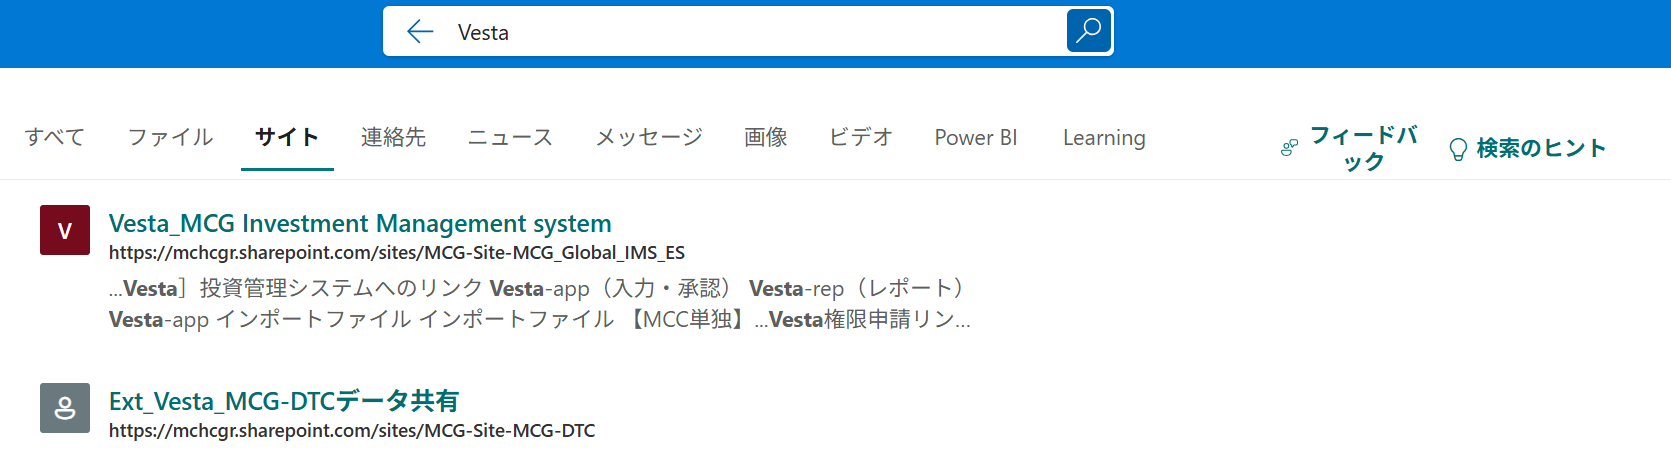 Vesta
すべて ファイル サイト 連絡先 ニュース メッセージ 画像 ビデオ Power BI Learning
フィードバ
ック
検索のヒント
V
Vesta_MCG Investment Management system
https://mchcgr.sharepoint.com/sites/MCG-Site-MCG_Global_IMS_ES
...Vesta］投資管理システムへのリンク Vesta-app（入力・承認） Vesta-rep（レポート）
Vesta-app インポートファイル インポートファイル 【MCC単独】...Vesta権限申請リン...
Ext_Vesta_MCG-DTCデータ共有
https://mchcgr.sharepoint.com/sites/MCG-Site-MCG-DTC